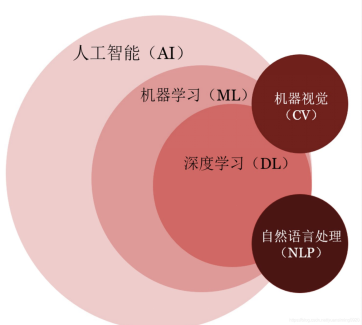 人工智能（AI）
机器学习（ML）
机器视觉
（CV）
深度学习（DL）
自然语言处理
（NLP）